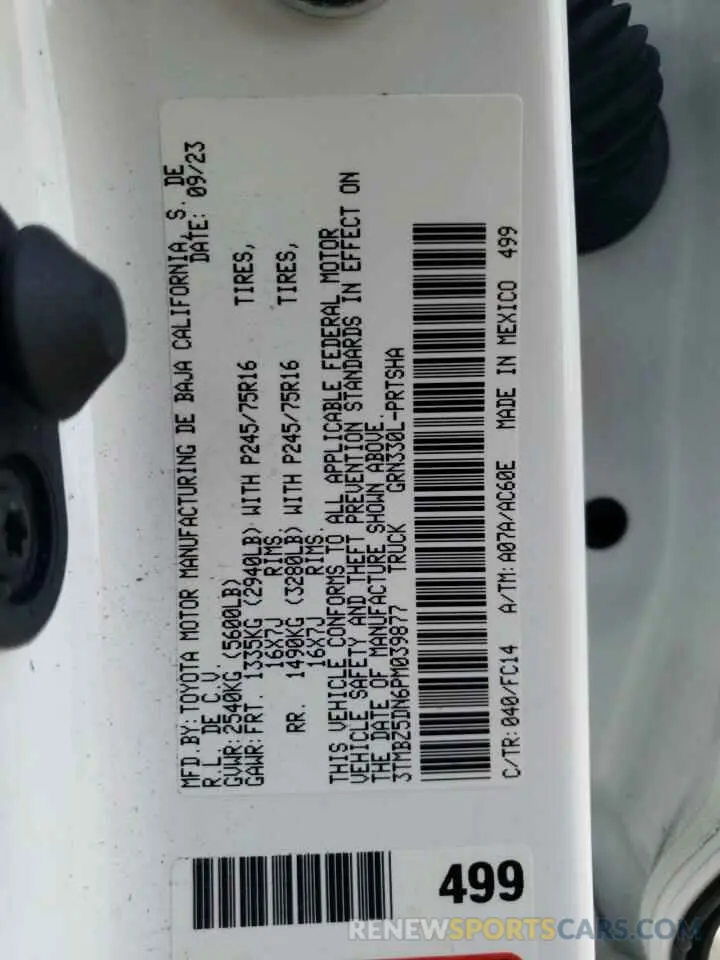 MFD.BY:TOYOTA MOTOR MANUFACTURING DE BAJA CALIFORNIA, S. DE
R.L. DE C.V. DATE: 09/23
GVWR:2540KG (5600LB)
GAWR:FRT. 1335KG (2940LB) WITH P245/75R16 TIRES,
16X7J RIMS.
RR. 1490KG (3280LB) WITH P245/75R16 TIRES,
16X7J RIMS.
THIS VEHICLE CONFORMS TO ALL APPLICABLE FEDERAL MOTOR
VEHICLE SAFETY AND THEFT PREVENTION STANDARDS IN EFFECT ON
THE DATE OF MANUFACTURE SHOWN ABOVE.
3TMBZ5DN6PM039877 TRUCK GRN330L-PRTSHA
C/TR:040/FC14 A/TM:A07A/AC60E MADE IN MEXICO 499
499
RENEWSPORTSCARS.COM